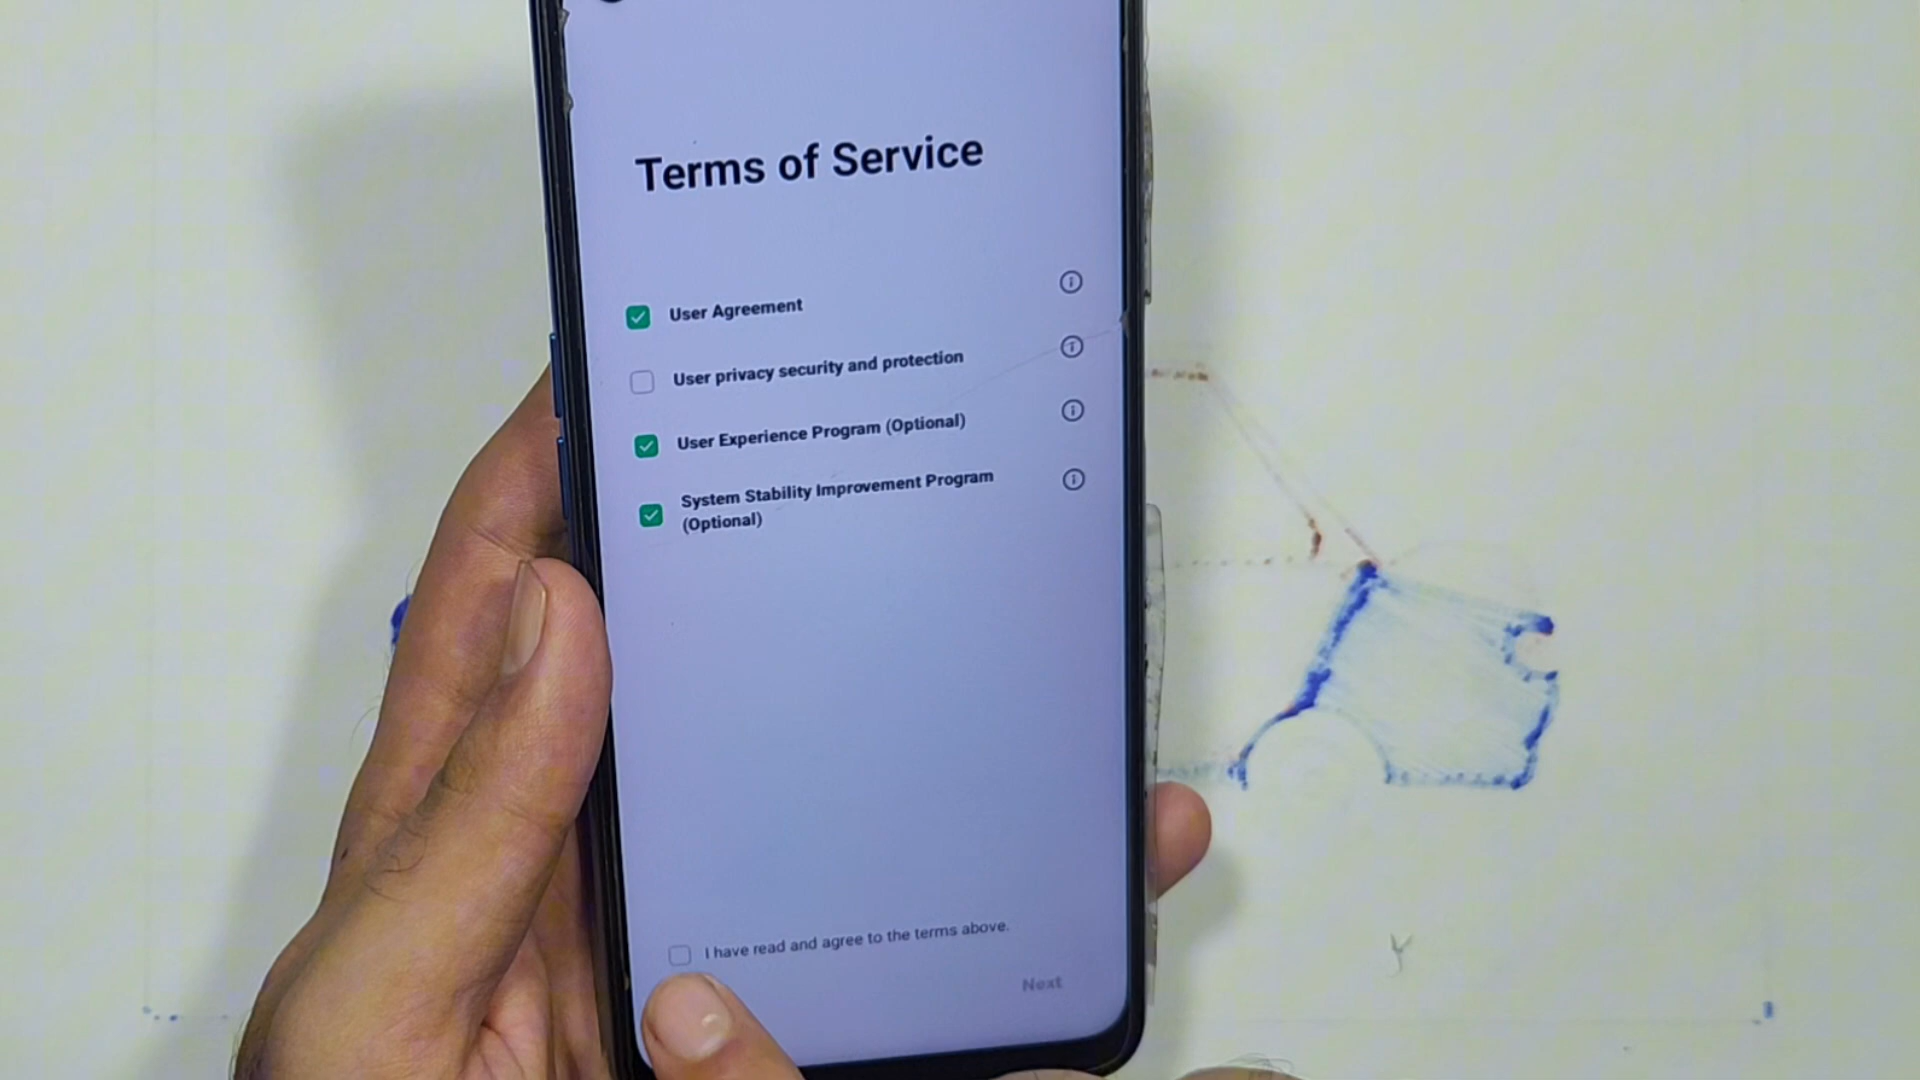 Terms of Service
User Agreement
User privacy security and protection
User Experience Program (Optional)
System Stability Improvement Program
(Optional)
I have read and agree to the terms above.
Next